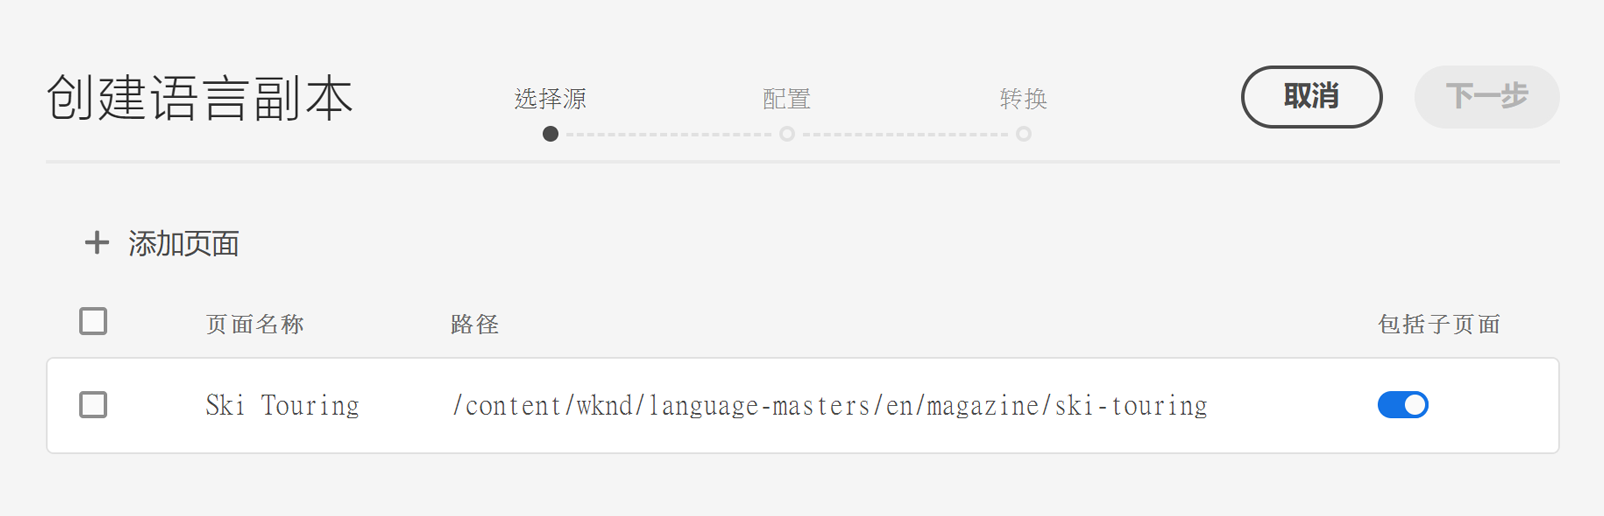 创建语言副本
选择源
配置
转换
取消
下一步
添加页面
页面名称 路径 包括子页面
Ski Touring /content/wknd/language-masters/en/magazine/ski-touring